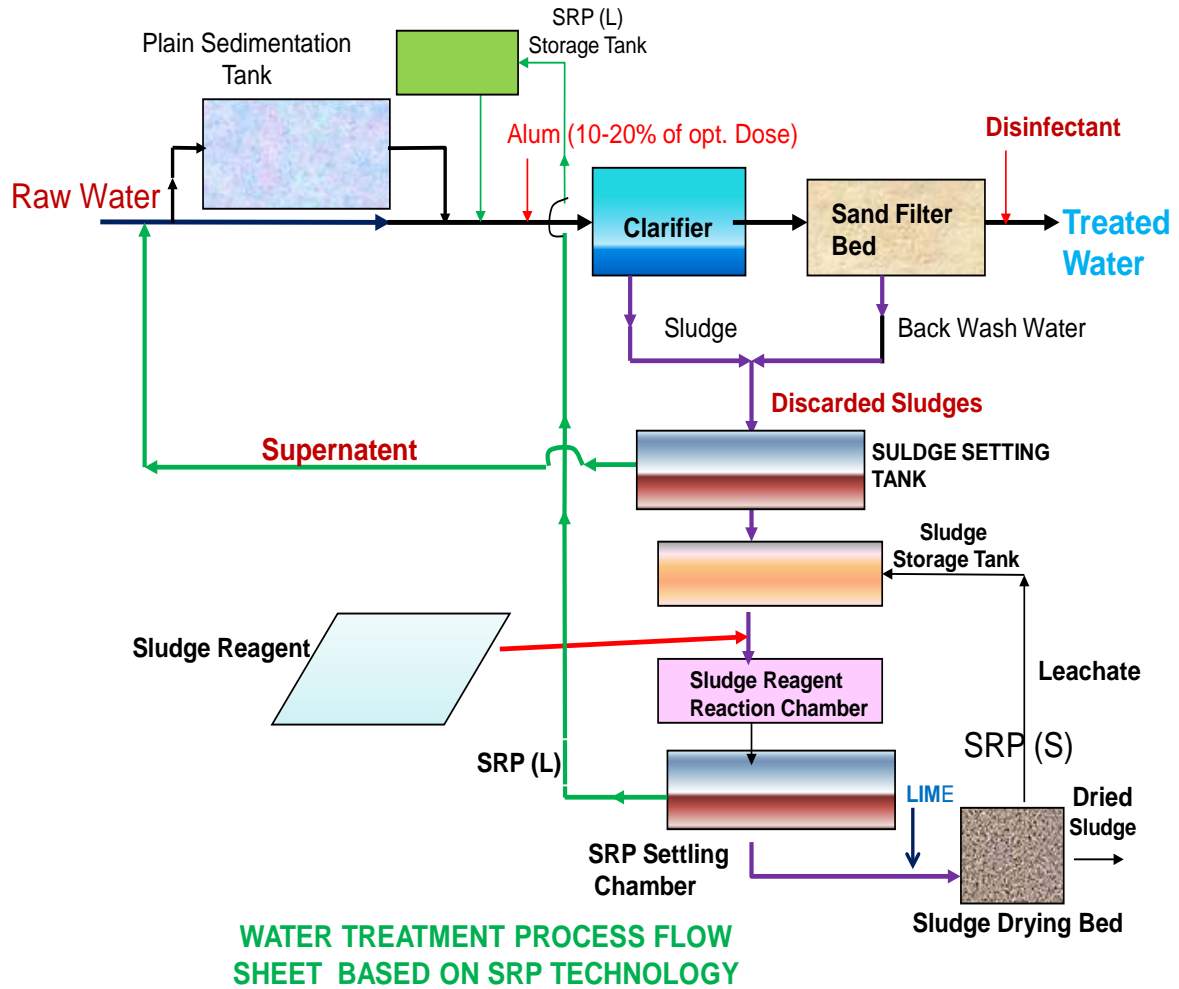 SRP (L)
Storage Tank
Plain Sedimentation
Tank
Alum (10-20% of opt. Dose)
Disinfectant
Raw Water
Clarifier
Sand Filter
Bed
Treated
Water
Sludge
Back Wash Water
Discarded Sludges
Supernatent
SULDGE SETTING
TANK
Sludge
Storage Tank
Sludge Reagent
Sludge Reagent
Reaction Chamber
Leachate
SRP (S)
SRP (L)
LIME
Dried
Sludge
SRP Settling
Chamber
Sludge Drying Bed
WATER TREATMENT PROCESS FLOW
SHEET BASED ON SRP TECHNOLOGY